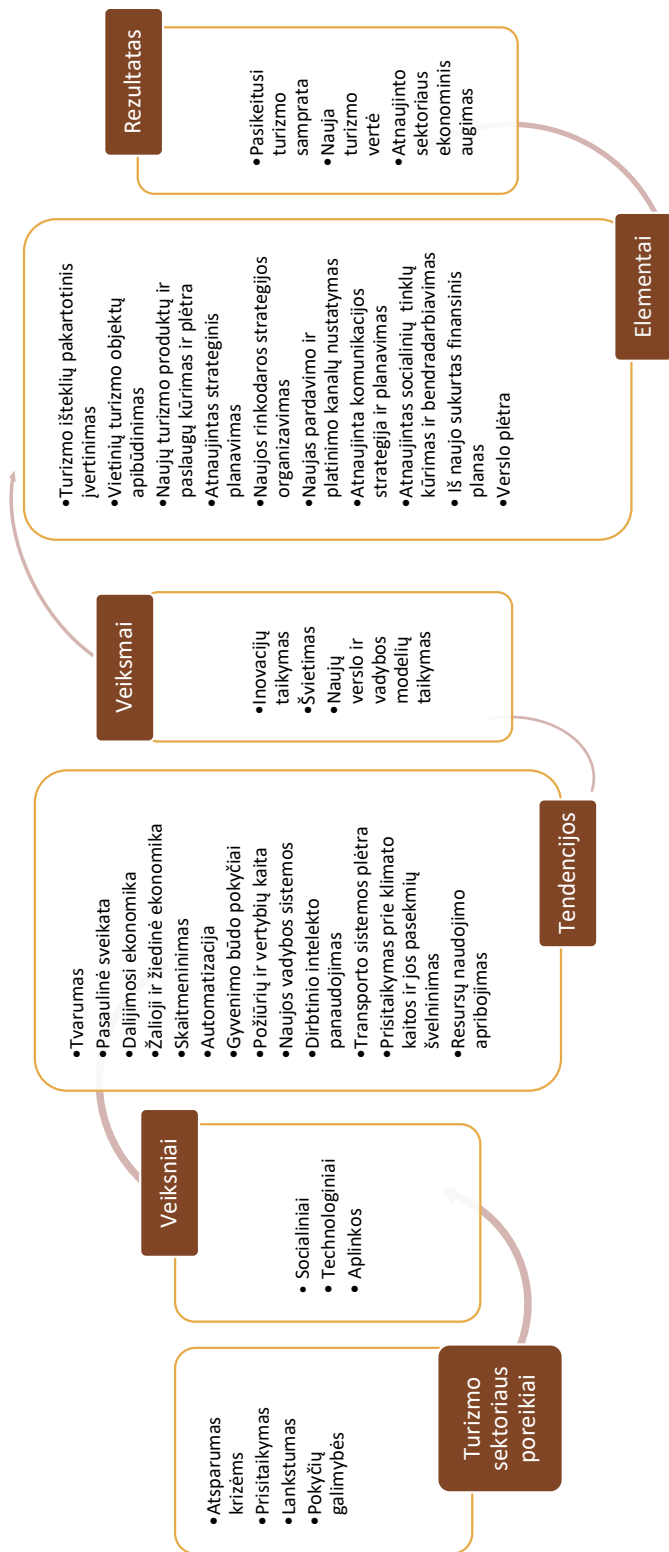 Turizmo
sektoriaus
poreikiai
•Atsparumas
krizėms
•Prisitaikymas
•Lankstumas
•Pokyčių
galimybės
Veiksniai
• Socialiniai
• Technologiniai
• Aplinkos
Tendencijos
•Tvarumas
•Pasaulinė sveikata
•Dalijimosi ekonomika
•Žalioji ir žiedinė ekonomika
•Skaitmeninimas
•Automatizacija
•Gyvenimo būdo pokyčiai
•Požiūrių ir vertybių kaita
•Naujos vadybos sistemos
•Dirbtinio intelekto
panaudojimas
•Transporto sistemos plėtra
•Prisitaikymas prie klimato
kaitos ir jos pasekmių
švelninimas
•Resursų naudojimo
apribojimas
Veiksmai
•Inovacijų
taikymas
•Švietimas
•Naujų
verslo ir
vadybos
modelių
taikymas
Elementai
•Turizmo išteklių pakartotinis
įvertinimas
•Vietinių turizmo objektų
apibūdinimas
•Naujų turizmo produktų ir
paslaugų kūrimas ir plėtra
•Atnaujintas strateginis
planavimas
•Naujos rinkodaros strategijos
organizavimas
•Naujas pardavimo ir
platinimo kanalų nustatymas
•Atnaujinta komunikacijos
strategija ir planavimas
•Atnaujintas socialinių tinklų
kūrimas ir bendradarbiavimas
•Iš naujo sukurtas finansinis
planas
•Verslo plėtra
Rezultatas
•Pasikeitusi
turizmo
samprata
•Nauja
turizmo
vertė
•Atnaujinto
sektoriaus
ekonominis
augimas